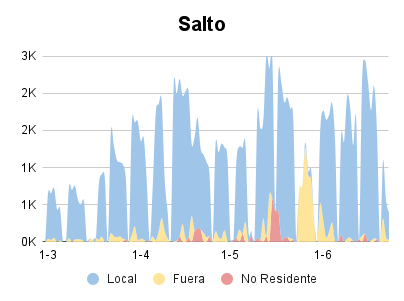 Salto
3K
2K
2K
1K
1K
0K
1-3 1-4 1-5 1-6
Local Fuera No Residente